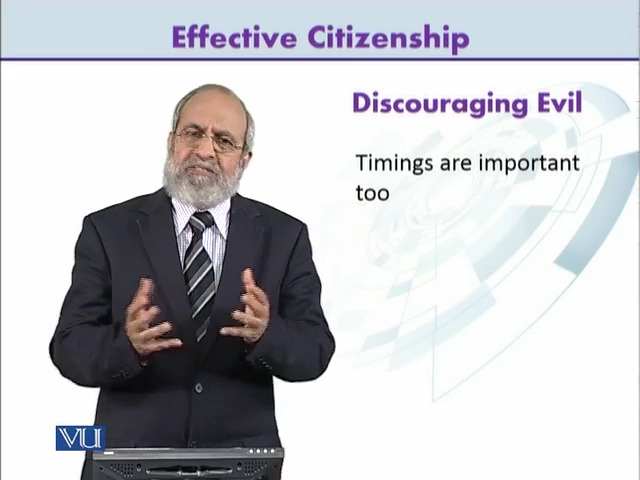 Effective Citizenship
Discouraging Evil
Timings are important
too
VU